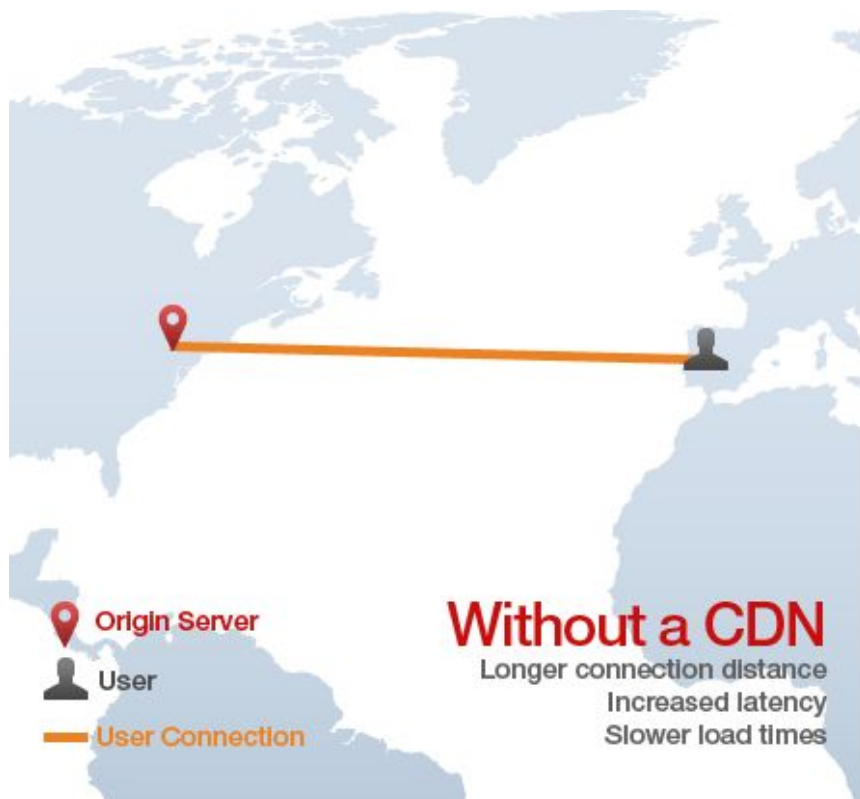 Origin Server
User
User Connection
Without a CDN
Longer connection distance
Increased latency
Slower load times